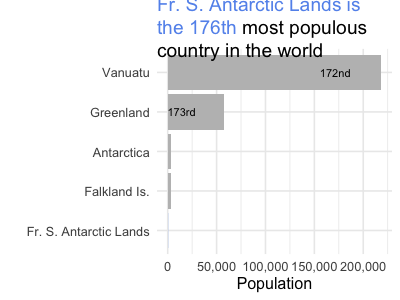 Fr. S. Antarctic Lands is
the 176th most populous
country in the world
Vanuatu
172nd
Greenland
173rd
Antarctica
Falkland Is.
Fr. S. Antarctic Lands
0 50,000 100,000 150,000 200,000
Population